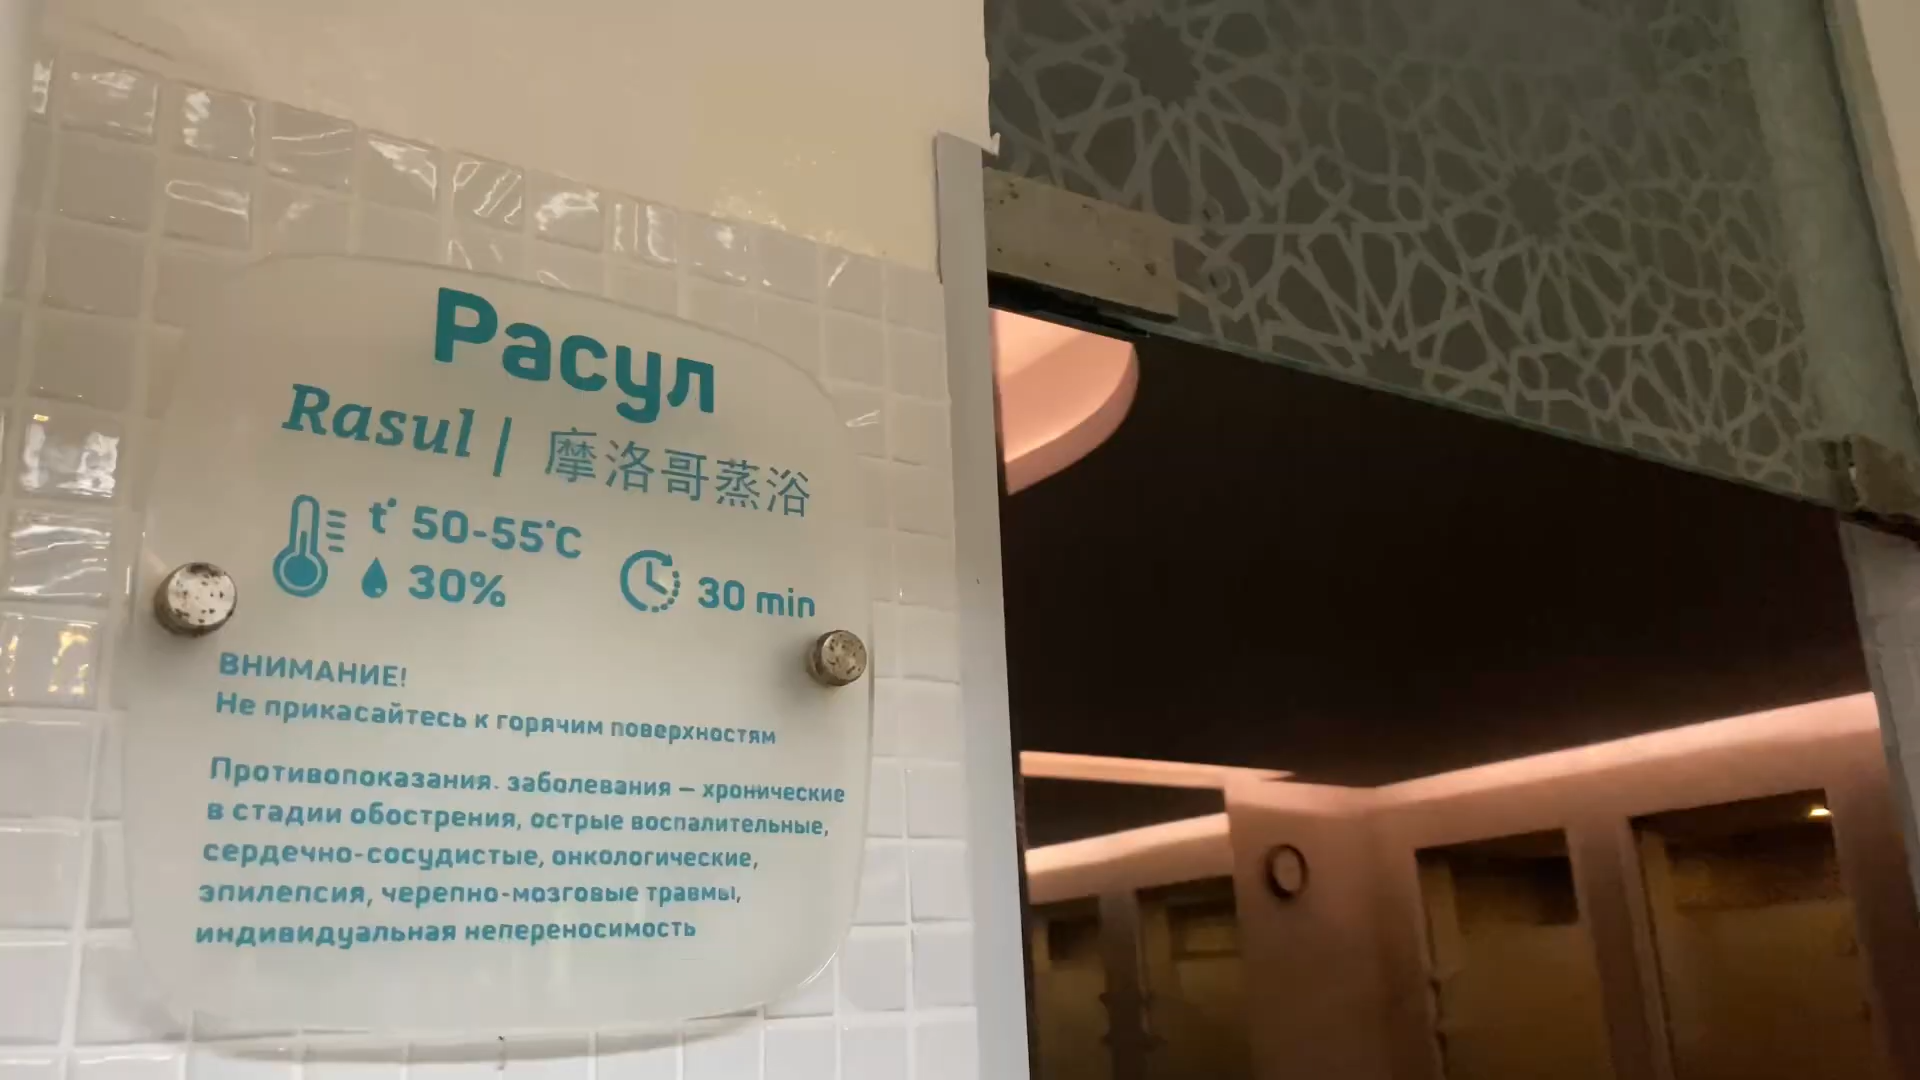 Расул
Rasul | 摩洛哥蒸浴
t° 50-55°C
30%
30 min
ВНИМАНИЕ!
Не прикасайтесь к горячим поверхностям
Противопоказания. заболевания – хронические
в стадии обострения, острые воспалительные,
сердечно-сосудистые, онкологические,
эпилепсия, черепно-мозговые травмы,
индивидуальная непереносимость